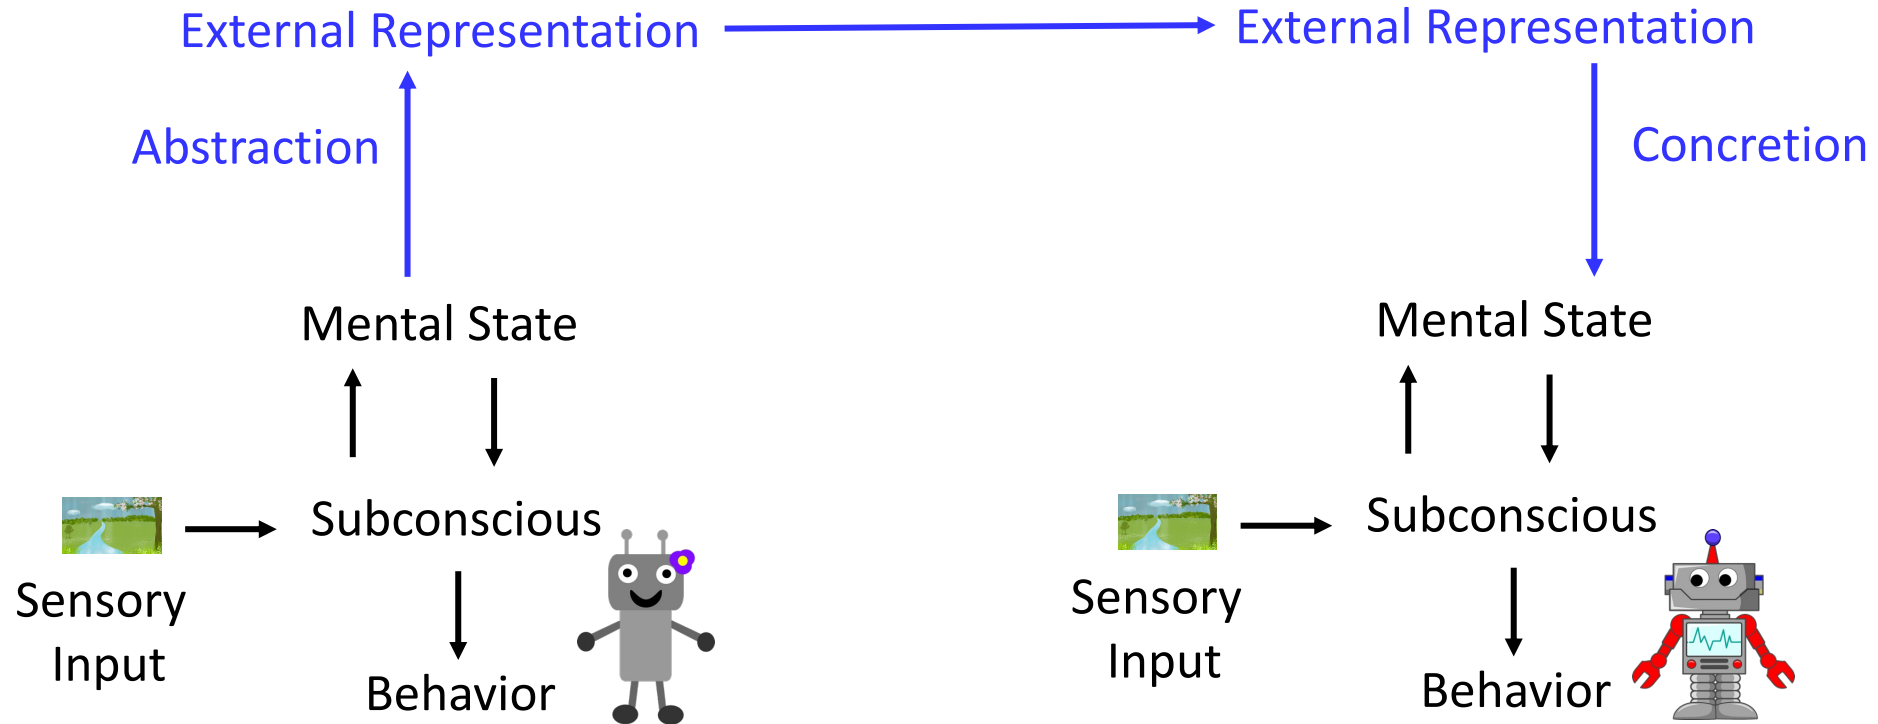 External Representation
External Representation
Abstraction
Concretion
Mental State
Mental State
Subconscious
Subconscious
Sensory
Input
Sensory
Input
Behavior
Behavior